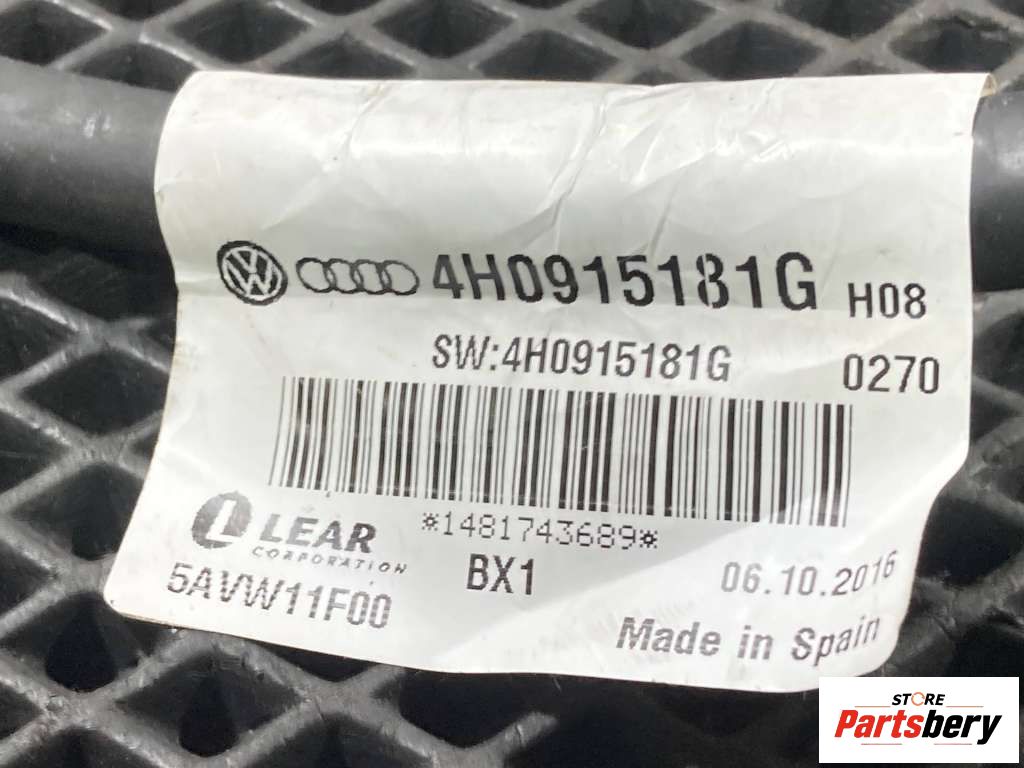 4H0915181G H08
SW:4H0915181G 0270
*1481743689*
LEAR
CORPORATION
BX1
06.10.2016
5AVW11F00
Made in Spain
STORE
Partsbery